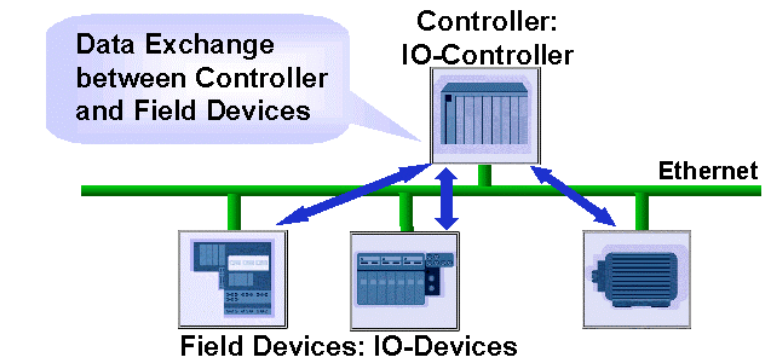 Controller:
IO-Controller
Data Exchange
between Controller
and Field Devices
Ethernet
Field Devices: IO-Devices